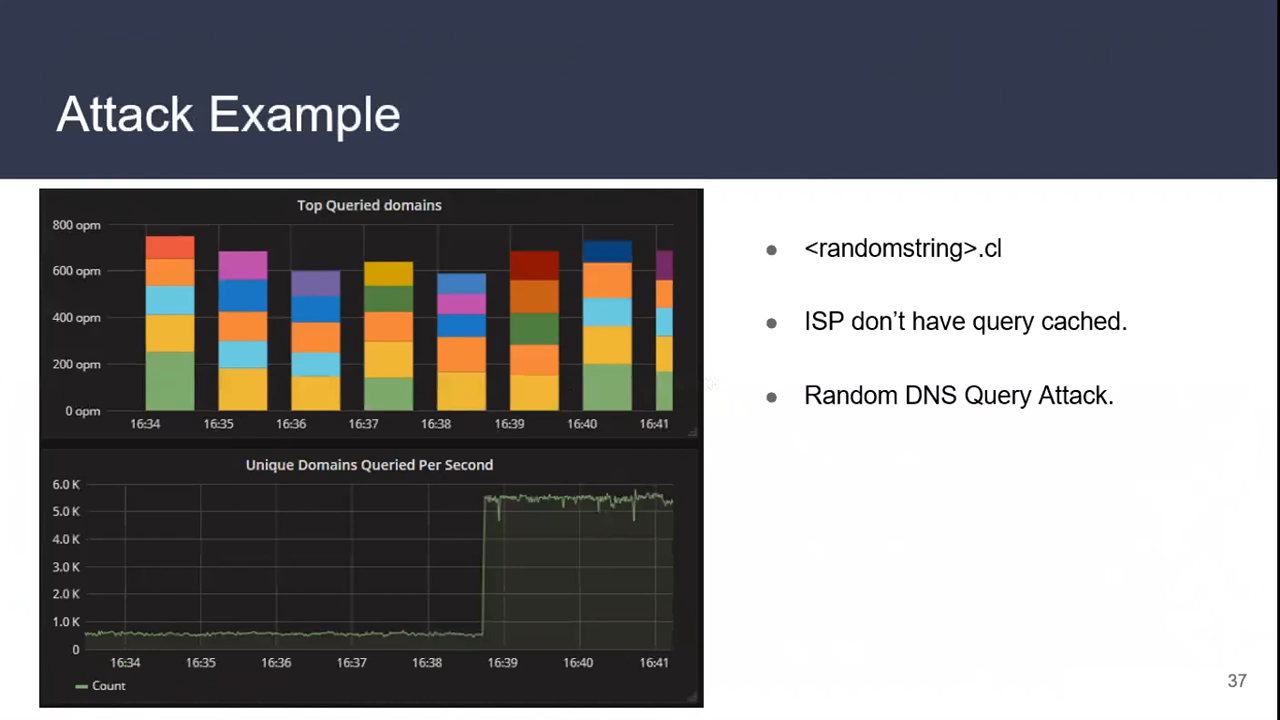 Attack Example
Top Queried domains
800 opm
600 opm
400 opm
200 opm
0 opm
16:34 16:35 16:36 16:37 16:38 16:39 16:40 16:41
Unique Domains Queried Per Second
6.0 K
5.0 K
4.0 K
3.0 K
2.0 K
1.0 K
0
16:34 16:35 16:36 16:37 16:38 16:39 16:40 16:41
Count
<randomstring>.cl
ISP don’t have query cached.
Random DNS Query Attack.
37